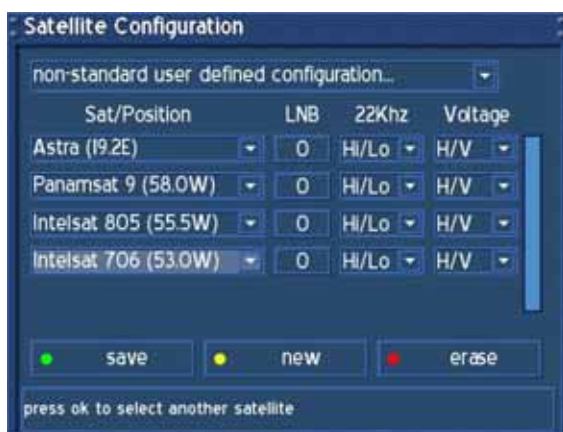 Satellite Configuration
non-standard user defined configuration...
Sat/Position LNB 22Khz Voltage
Astra (19.2E) 0 Hi/Lo H/V
Panamsat 9 (58.0W) 0 Hi/Lo H/V
Intelsat 805 (55.5W) 0 Hi/Lo H/V
Intelsat 706 (53.0W) 0 Hi/Lo H/V
save new erase
press ok to select another satellite